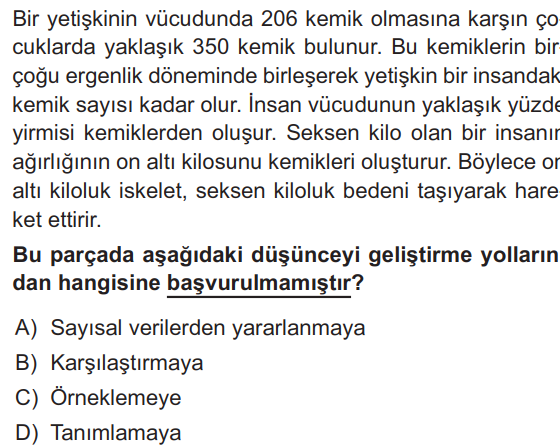 Bir yetişkinin vücudunda 206 kemik olmasına karşın ço
cuklarda yaklaşık 350 kemik bulunur. Bu kemiklerin bir
çoğu ergenlik döneminde birleşerek yetişkin bir insandak
kemik sayısı kadar olur. İnsan vücudunun yaklaşık yüzde
yirmisi kemiklerden oluşur. Seksen kilo olan bir insanın
ağırlığının on altı kilosunu kemikleri oluşturur. Böylece on
altı kiloluk iskelet, seksen kiloluk bedeni taşıyarak hare
ket ettirir.
Bu parçada aşağıdaki düşünceyi geliştirme yolların
dan hangisine başvurulmamıştır?
A) Sayısal verilerden yararlanmaya
B) Karşılaştırmaya
C) Örneklemeye
D) Tanımlamaya